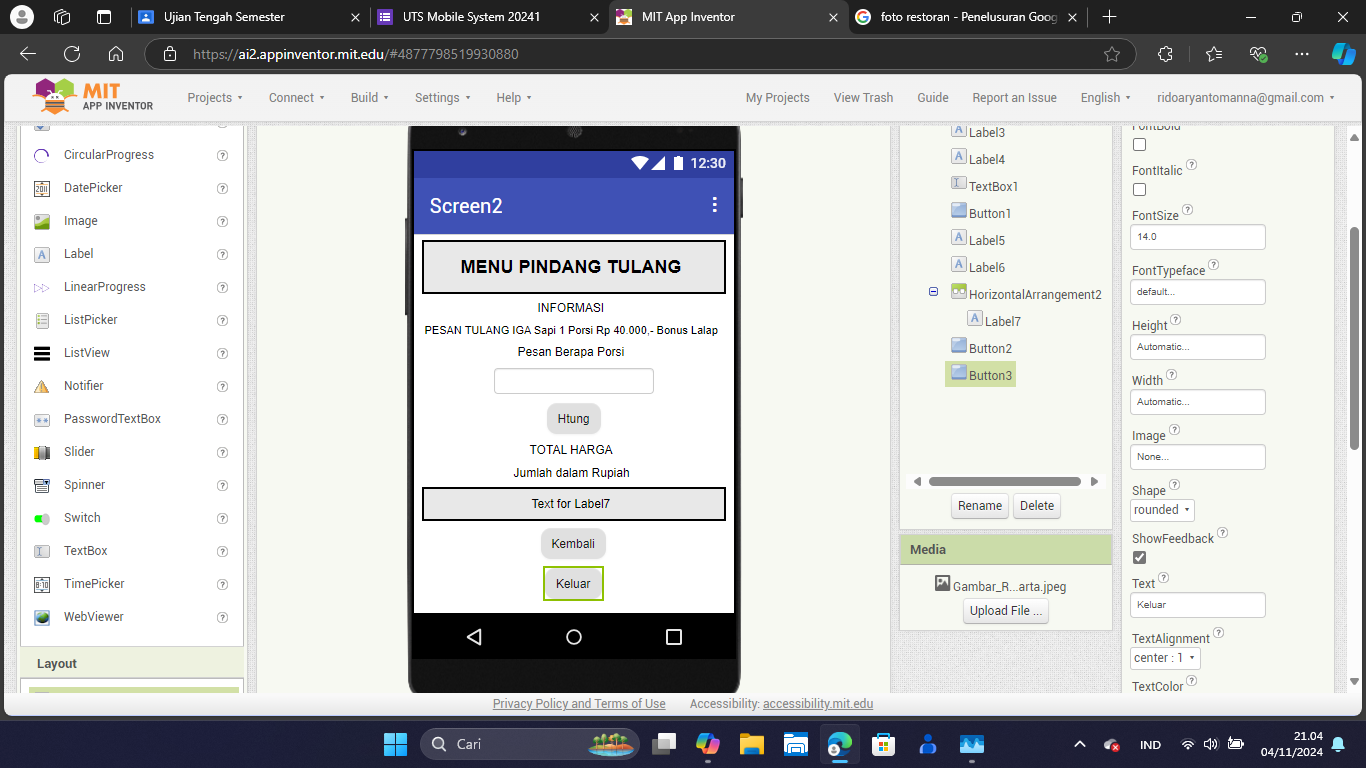 Ujian Tengah Semester
UTS Mobile System 20241
MIT App Inventor
foto restoran - Penelusuran Goog
https://ai2.appinventor.mit.edu/#4877798519930880
MIT
APP INVENTOR
Projects
Connect
Build
Settings
Help
My Projects
View Trash
Guide
Report an Issue
English
ridoaryantomanna@gmail.com
CircularProgress
DatePicker
Image
Label
LinearProgress
ListPicker
ListView
Notifier
PasswordTextBox
Slider
Spinner
Switch
TextBox
TimePicker
WebViewer
Layout
12:30
Screen2
MENU PINDANG TULANG
INFORMASI
PESAN TULANG IGA Sapi 1 Porsi Rp 40.000,- Bonus Lalap
Pesan Berapa Porsi
Htung
TOTAL HARGA
Jumlah dalam Rupiah
Text for Label7
Kembali
Keluar
Label3
Label4
TextBox1
Button1
Label5
Label6
HorizontalArrangement2
Label7
Button2
Button3
Rename
Delete
Media
Gambar_R...arta.jpeg
Upload File ...
FontBold
FontItalic
FontSize
14.0
FontTypeface
default...
Height
Automatic...
Width
Automatic...
Image
None...
Shape
rounded
ShowFeedback
Text
Keluar
TextAlignment
center : 1
TextColor
Privacy Policy and Terms of Use
Accessibility: accessibility.mit.edu
Cari
IND
21.04
04/11/2024